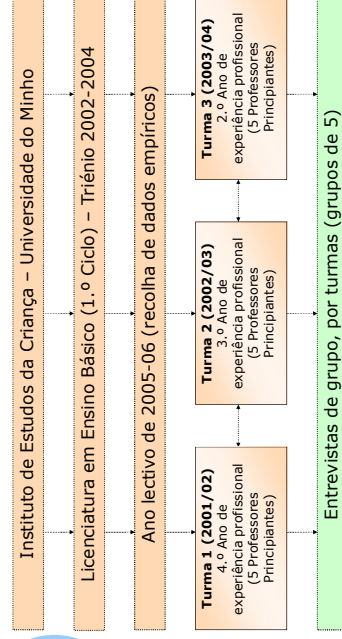 Instituto de Estudos da Criança – Universidade do Minho
Licenciatura em Ensino Básico (1.º Ciclo) – Triénio 2002-2004
Ano lectivo de 2005-06 (recolha de dados empíricos)
Turma 1 (2001/02)
4.º Ano de
experiência profissional
(5 Professores
Principiantes)
Turma 2 (2002/03)
3.º Ano de
experiência profissional
(5 Professores
Principiantes)
Turma 3 (2003/04)
2.º Ano de
experiência profissional
(5 Professores
Principiantes)
Entrevistas de grupo, por turmas (grupos de 5)